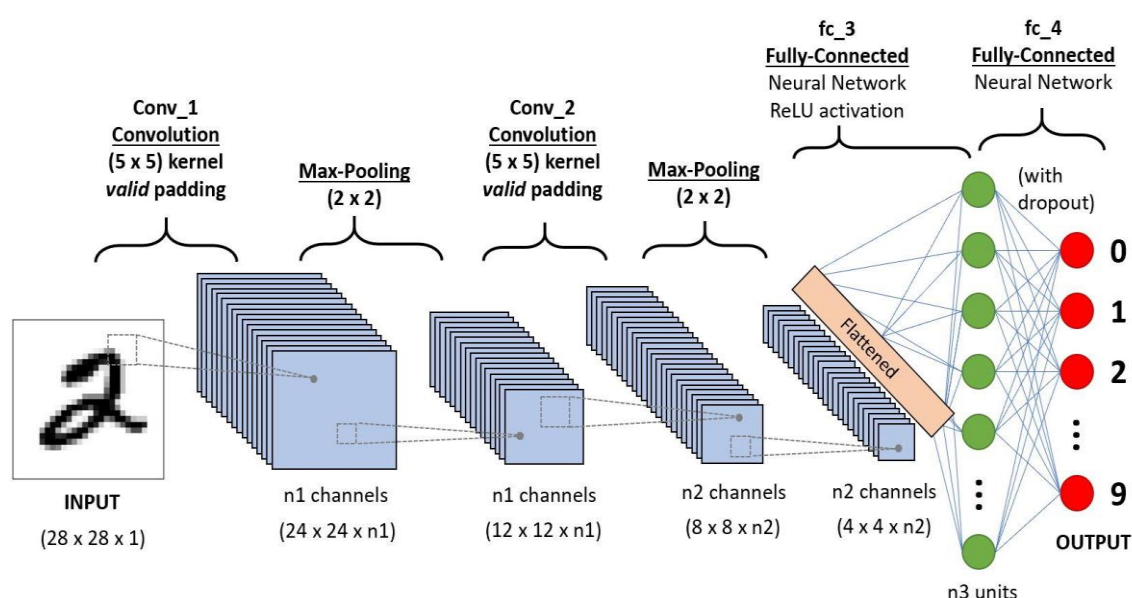 Conv_1
Convolution
(5 x 5) kernel
valid padding
Max-Pooling
(2 x 2)
Conv_2
Convolution
(5 x 5) kernel
valid padding
Max-Pooling
(2 x 2)
fc_3
Fully-Connected
Neural Network
ReLU activation
fc_4
Fully-Connected
Neural Network
(with
dropout)
Flattened
0
1
2
9
2
INPUT
(28 x 28 x 1)
n1 channels
(24 x 24 x n1)
n1 channels
(12 x 12 x n1)
n2 channels
(8 x 8 x n2)
n2 channels
(4 x 4 x n2)
n3 units
OUTPUT